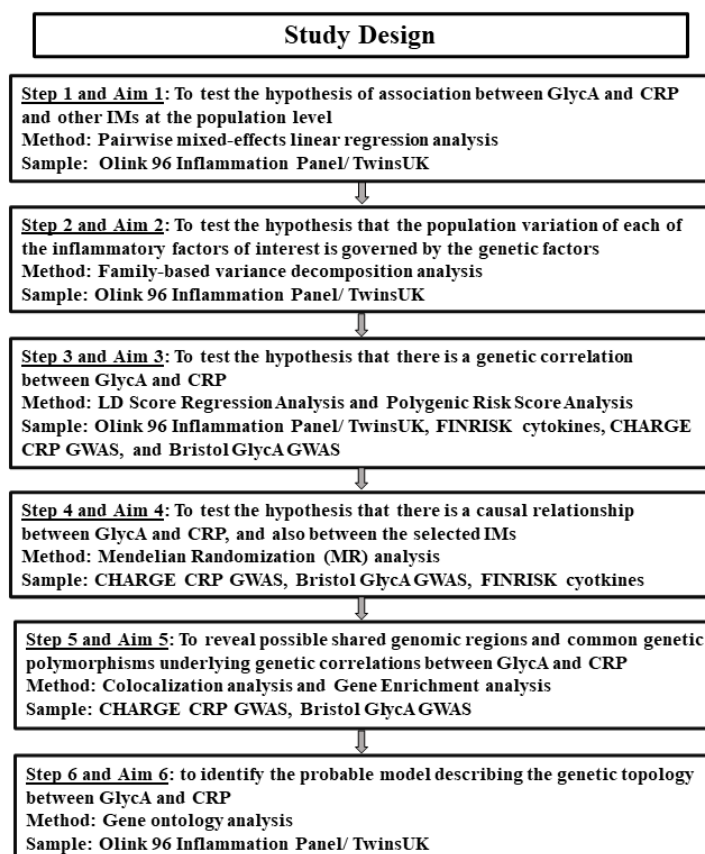 Study Design
Step 1 and Aim 1: To test the hypothesis of association between GlycA and CRP
and other IMs at the population level
Method: Pairwise mixed-effects linear regression analysis
Sample: Olink 96 Inflammation Panel/ TwinsUK
Step 2 and Aim 2: To test the hypothesis that the population variation of each of
the inflammatory factors of interest is governed by the genetic factors
Method: Family-based variance decomposition analysis
Sample: Olink 96 Inflammation Panel/ TwinsUK
Step 3 and Aim 3: To test the hypothesis that there is a genetic correlation
between GlycA and CRP
Method: LD Score Regression Analysis and Polygenic Risk Score Analysis
Sample: Olink 96 Inflammation Panel/ TwinsUK, FINRISK cytokines, CHARGE
CRP GWAS, and Bristol GlycA GWAS
Step 4 and Aim 4: To test the hypothesis that there is a causal relationship
between GlycA and CRP, and also between the selected IMs
Method: Mendelian Randomization (MR) analysis
Sample: CHARGE CRP GWAS, Bristol GlycA GWAS, FINRISK cyotkines
Step 5 and Aim 5: To reveal possible shared genomic regions and common genetic
polymorphisms underlying genetic correlations between GlycA and CRP
Method: Colocalization analysis and Gene Enrichment analysis
Sample: CHARGE CRP GWAS, Bristol GlycA GWAS
Step 6 and Aim 6: to identify the probable model describing the genetic topology
between GlycA and CRP
Method: Gene ontology analysis
Sample: Olink 96 Inflammation Panel/ TwinsUK